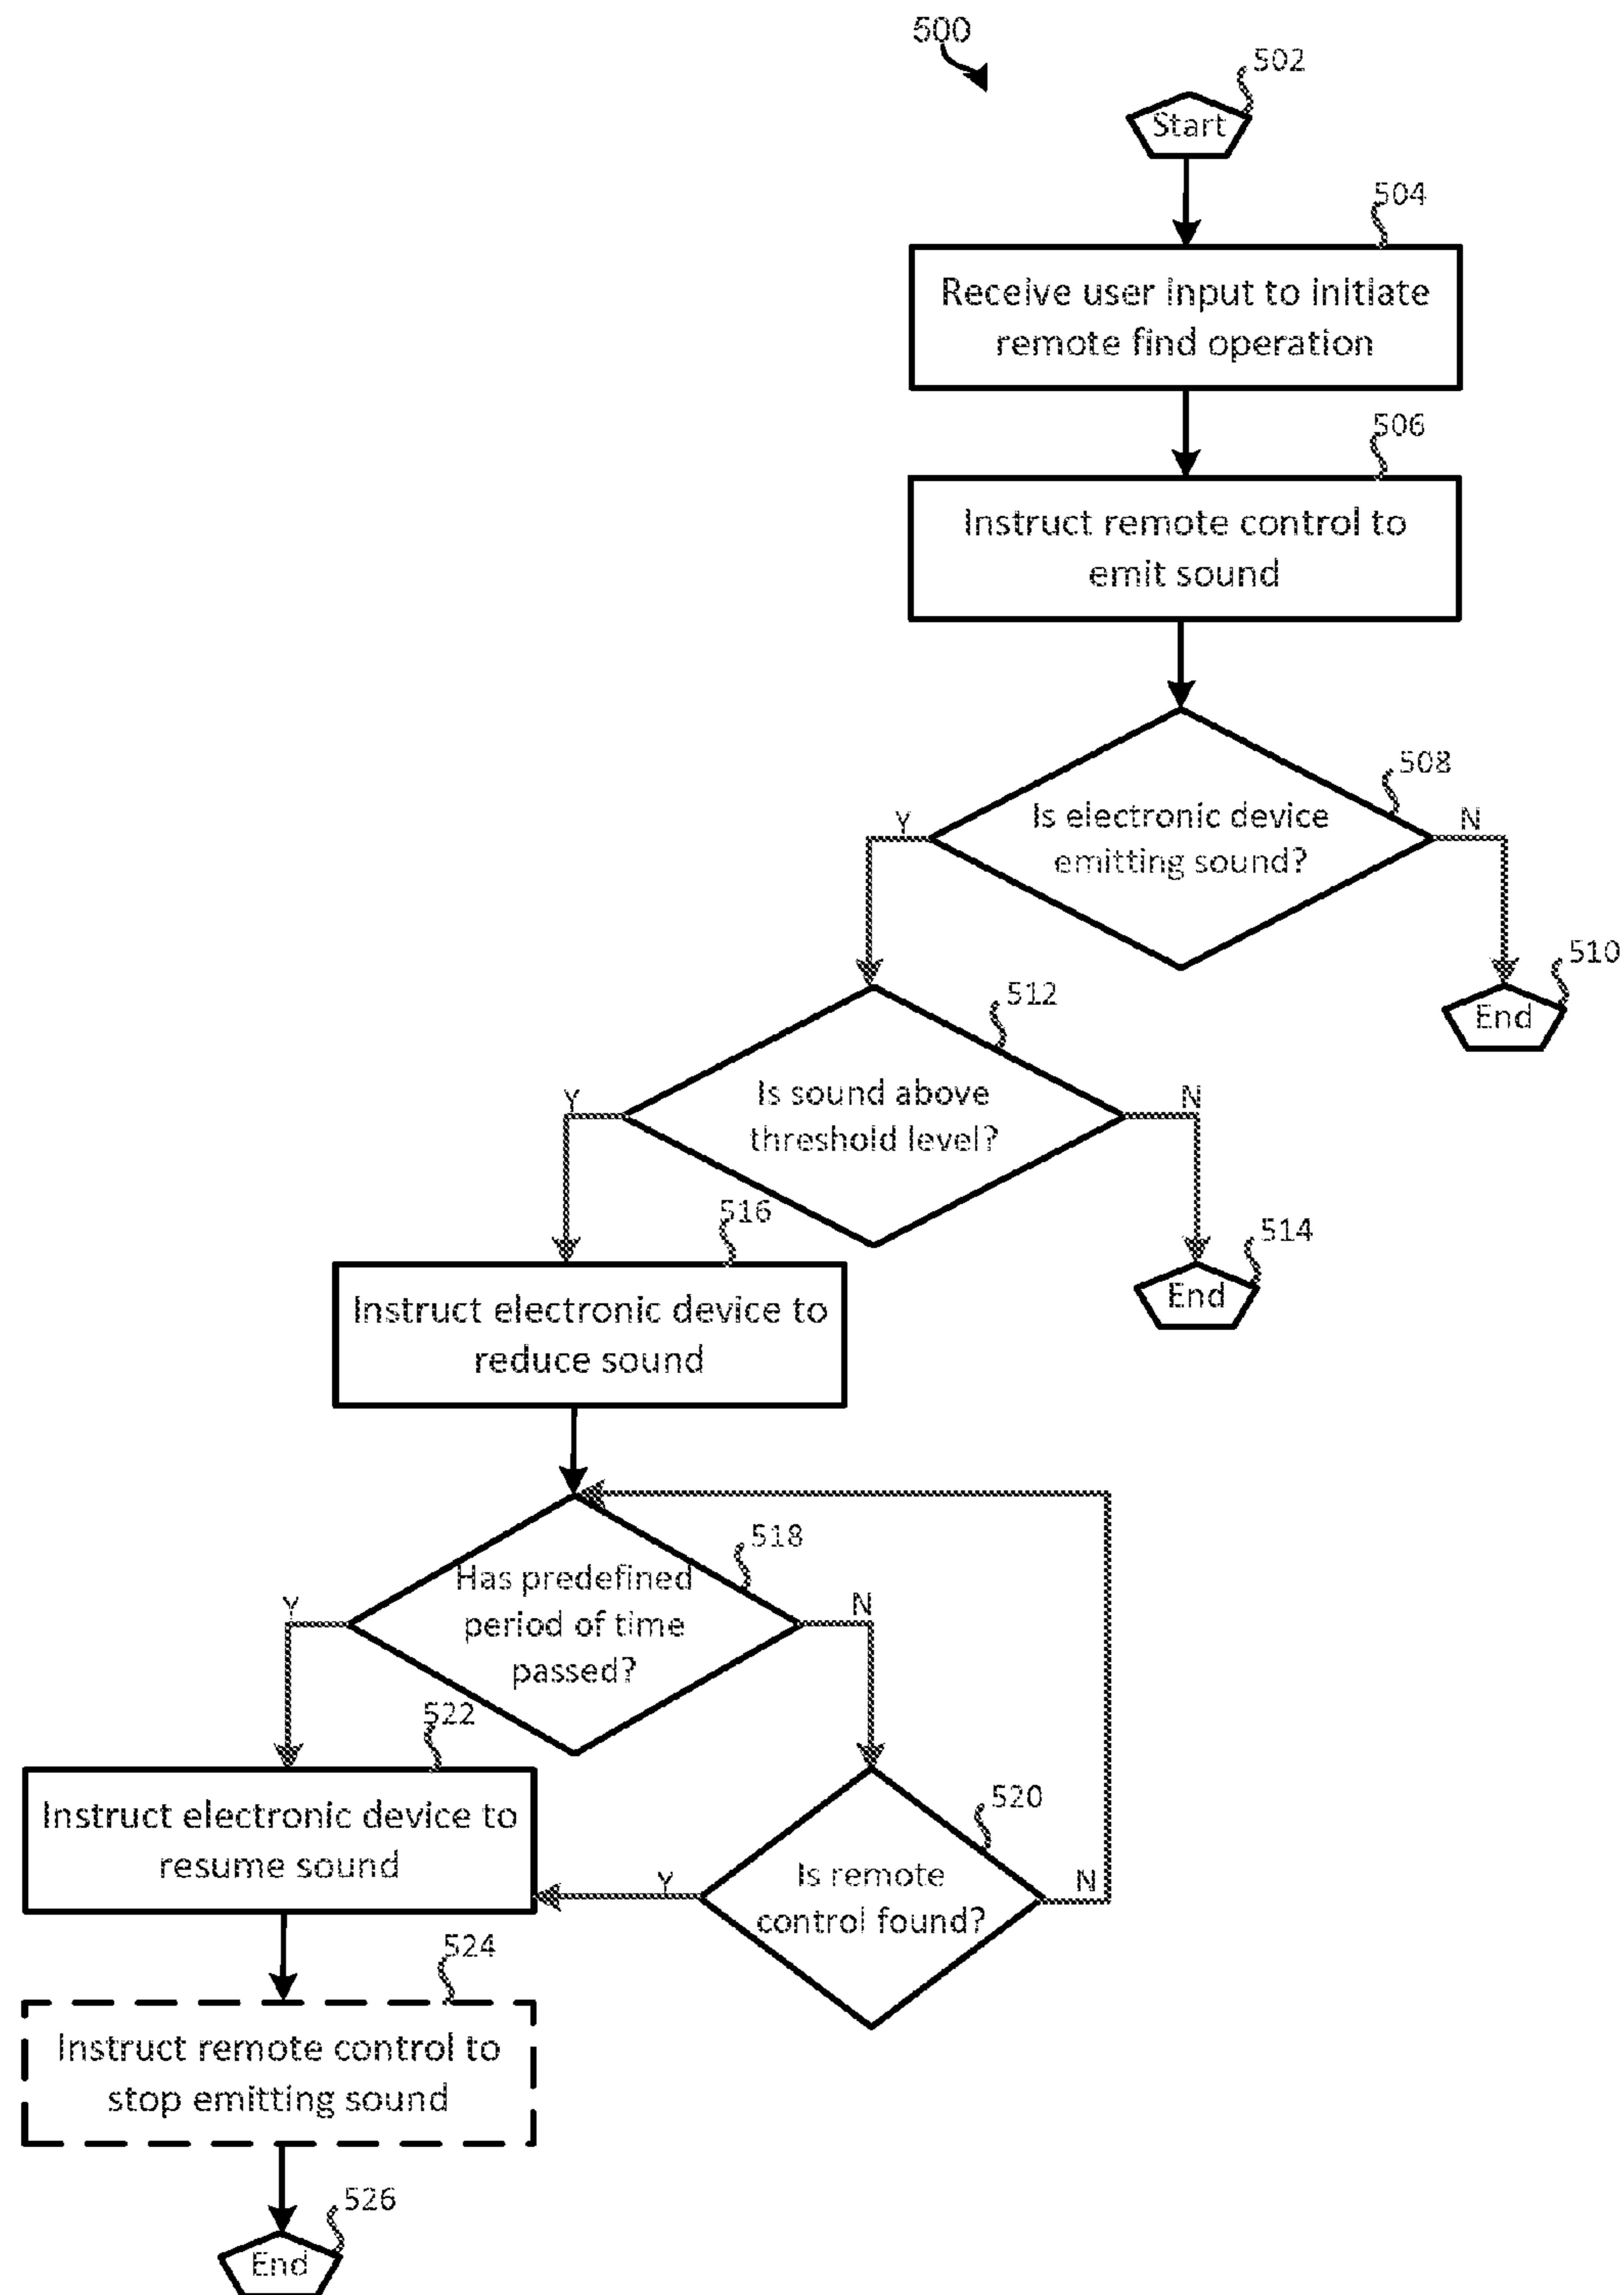 500
502
Start
504
Receive user input to initiate
remote find operation
506
Instruct remote control to
emit sound
508
Is electronic device
emitting sound?
Y
N
510
End
512
Is sound above
threshold level?
Y
N
514
End
516
Instruct electronic device to
reduce sound
518
Has predefined
period of time
passed?
Y
N
520
Is remote
control found?
Y
N
522
Instruct electronic device to
resume sound
524
Instruct remote control to
stop emitting sound
526
End